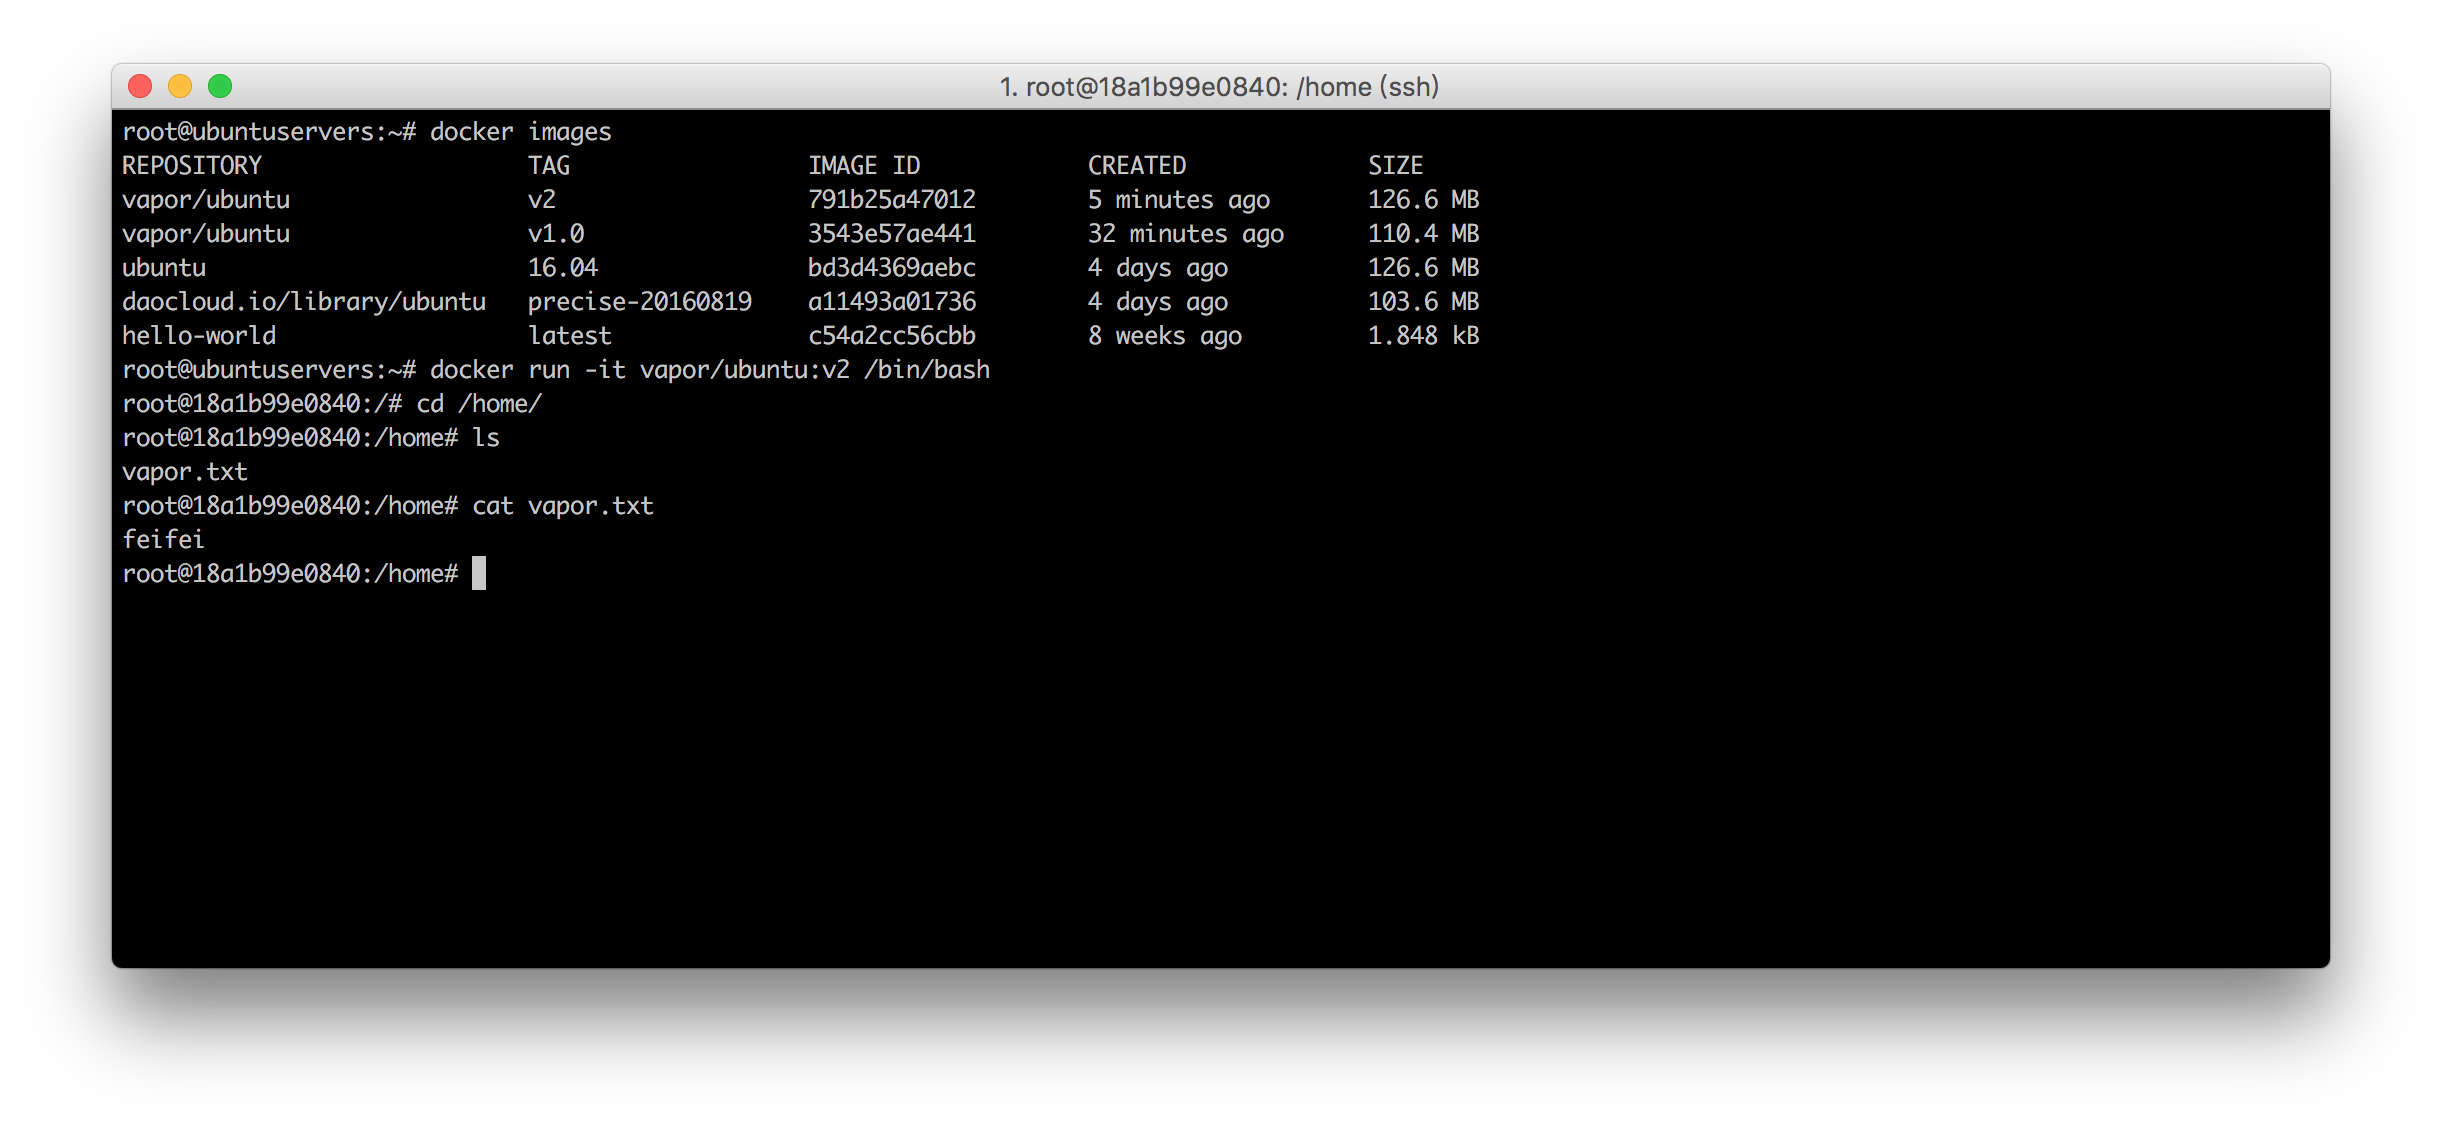 1. root@18a1b99e0840: /home (ssh)
root@ubuntuservers:~# docker images
REPOSITORY TAG IMAGE ID CREATED SIZE
vapor/ubuntu v2 791b25a47012 5 minutes ago 126.6 MB
vapor/ubuntu v1.0 3543e57ae441 32 minutes ago 110.4 MB
ubuntu 16.04 bd3d4369aebc 4 days ago 126.6 MB
daocloud.io/library/ubuntu precise-20160819 a11493a01736 4 days ago 103.6 MB
hello-world latest c54a2cc56cbb 8 weeks ago 1.848 kB
root@ubuntuservers:~# docker run -it vapor/ubuntu:v2 /bin/bash
root@18a1b99e0840:/# cd /home/
root@18a1b99e0840:/home# ls
vapor.txt
root@18a1b99e0840:/home# cat vapor.txt
feifei
root@18a1b99e0840:/home#